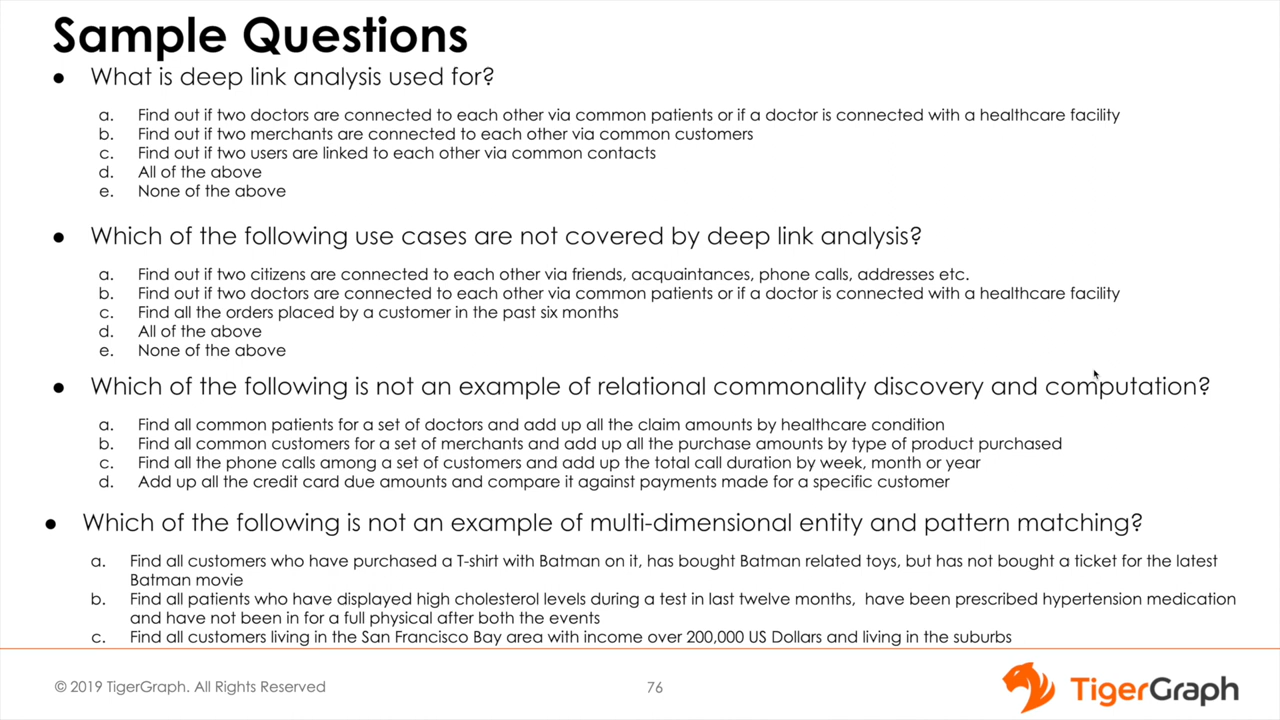 Sample Questions
● What is deep link analysis used for?
a. Find out if two doctors are connected to each other via common patients or if a doctor is connected with a healthcare facility
b. Find out if two merchants are connected to each other via common customers
c. Find out if two users are linked to each other via common contacts
d. All of the above
e. None of the above
● Which of the following use cases are not covered by deep link analysis?
a. Find out if two citizens are connected to each other via friends, acquaintances, phone calls, addresses etc.
b. Find out if two doctors are connected to each other via common patients or if a doctor is connected with a healthcare facility
c. Find all the orders placed by a customer in the past six months
d. All of the above
e. None of the above
● Which of the following is not an example of relational commonality discovery and computation?
a. Find all common patients for a set of doctors and add up all the claim amounts by healthcare condition
b. Find all common customers for a set of merchants and add up all the purchase amounts by type of product purchased
c. Find all the phone calls among a set of customers and add up the total call duration by week, month or year
d. Add up all the credit card due amounts and compare it against payments made for a specific customer
● Which of the following is not an example of multi-dimensional entity and pattern matching?
a. Find all customers who have purchased a T-shirt with Batman on it, has bought Batman related toys, but has not bought a ticket for the latest
Batman movie
b. Find all patients who have displayed high cholesterol levels during a test in last twelve months, have been prescribed hypertension medication
and have not been in for a full physical after both the events
c. Find all customers living in the San Francisco Bay area with income over 200,000 US Dollars and living in the suburbs
© 2019 TigerGraph. All Rights Reserved
76
TigerGraph